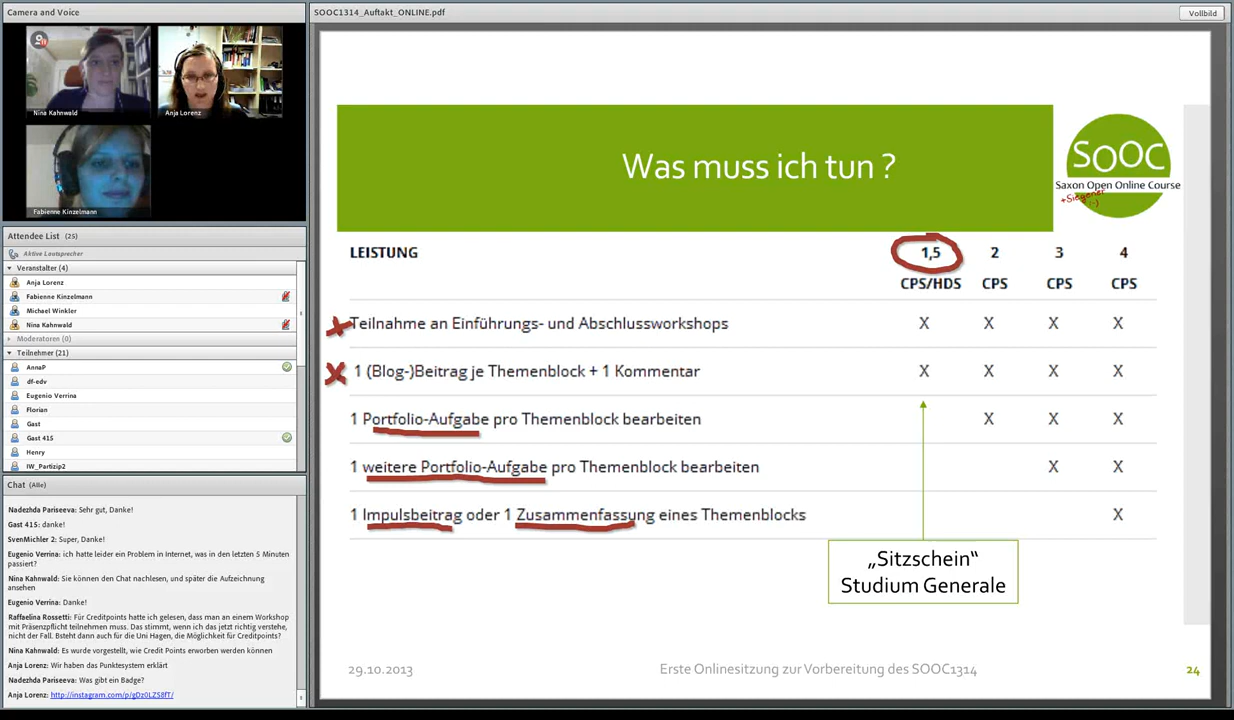 Camera and Voice
Nina Kahnwald
Anja Lorenz
Fabienne Kinzelmann
Attendee List (25)
Aktive Lautsprecher
Veranstalter (4)
Anja Lorenz
Fabienne Kinzelmann
Michael Winkler
Nina Kahnwald
Moderatoren (0)
Teilnehmer (21)
AnnaP
df-edv
Eugenio Verrina
Florian
Gast
Gast 415
Henry
IW_Partizip2
Chat (Alle)
Nadezhda Pariseeva: Sehr gut, Danke!
Gast 415: danke!
SvenMichler 2: Super, Danke!
Eugenio Verrina: ich hatte leider ein Problem in Internet, was in den letzten 5 Minuten
passiert?
Nina Kahnwald: Sie können den Chat nachlesen, und später die Aufzeichnung
ansehen
Eugenio Verrina: Danke!
Raffaelina Rossetti: Für Creditpoints hatte ich gelesen, dass man an einem Workshop
mit Präsenzpflicht teilnehmen muss. Das stimmt, wenn ich das jetzt richtig verstehe,
nicht der Fall. Bsteht dann auch für die Uni Hagen, die Möglichkeit für Creditpoints?
Nina Kahnwald: Es wurde vorgestellt, wie Credit Points erworben werden können
Anja Lorenz: Wir haben das Punktesystem erklärt
Nadezhda Pariseeva: Was gibt ein Badge?
Anja Lorenz: http://instagram.com/p/gDz0LZS8fT/
SOOC1314_Auftakt_ONLINE.pdf
Vollbild
Was muss ich tun ?
SOOC
Saxon Open Online Course
+Siegener
:-)
LEISTUNG 1,5 2 3 4
CPS/HDS CPS CPS CPS
Teilnahme an Einführungs- und Abschlussworkshops X X X X
1 (Blog-)Beitrag je Themenblock + 1 Kommentar X X X X
1 Portfolio-Aufgabe pro Themenblock bearbeiten X X X
1 weitere Portfolio-Aufgabe pro Themenblock bearbeiten X X
1 Impulsbeitrag oder 1 Zusammenfassung eines Themenblocks X
„Sitzschein“
Studium Generale
29.10.2013 Erste Onlinesitzung zur Vorbereitung des SOOC1314 24